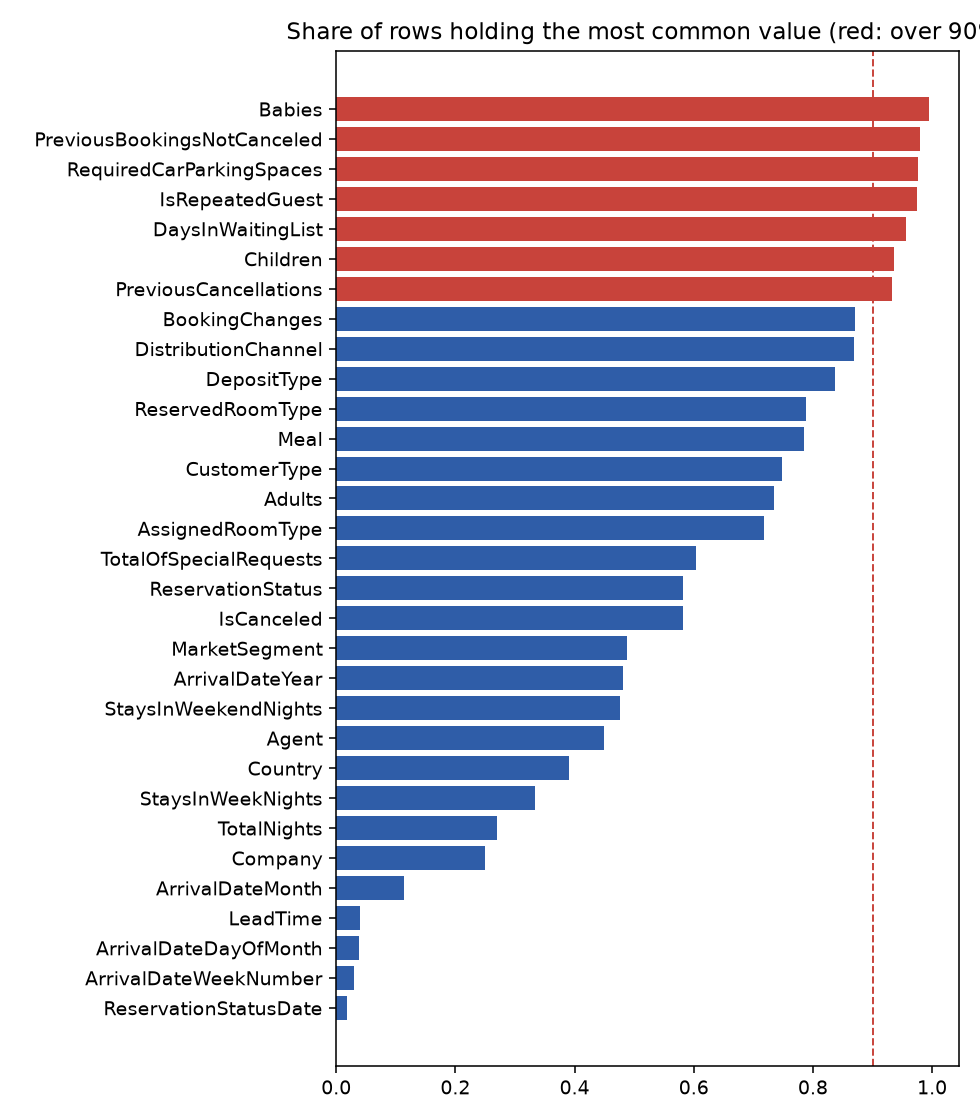 Share of rows holding the most common value (red: over 90
Babies
PreviousBookingsNotCanceled
RequiredCarParkingSpaces
IsRepeatedGuest
DaysInWaitingList
Children
PreviousCancellations
BookingChanges
DistributionChannel
DepositType
ReservedRoomType
Meal
CustomerType
Adults
AssignedRoomType
TotalOfSpecialRequests
ReservationStatus
IsCanceled
MarketSegment
ArrivalDateYear
StaysInWeekendNights
Agent
Country
StaysInWeekNights
TotalNights
Company
ArrivalDateMonth
LeadTime
ArrivalDateDayOfMonth
ArrivalDateWeekNumber
ReservationStatusDate
0.0 0.2 0.4 0.6 0.8 1.0